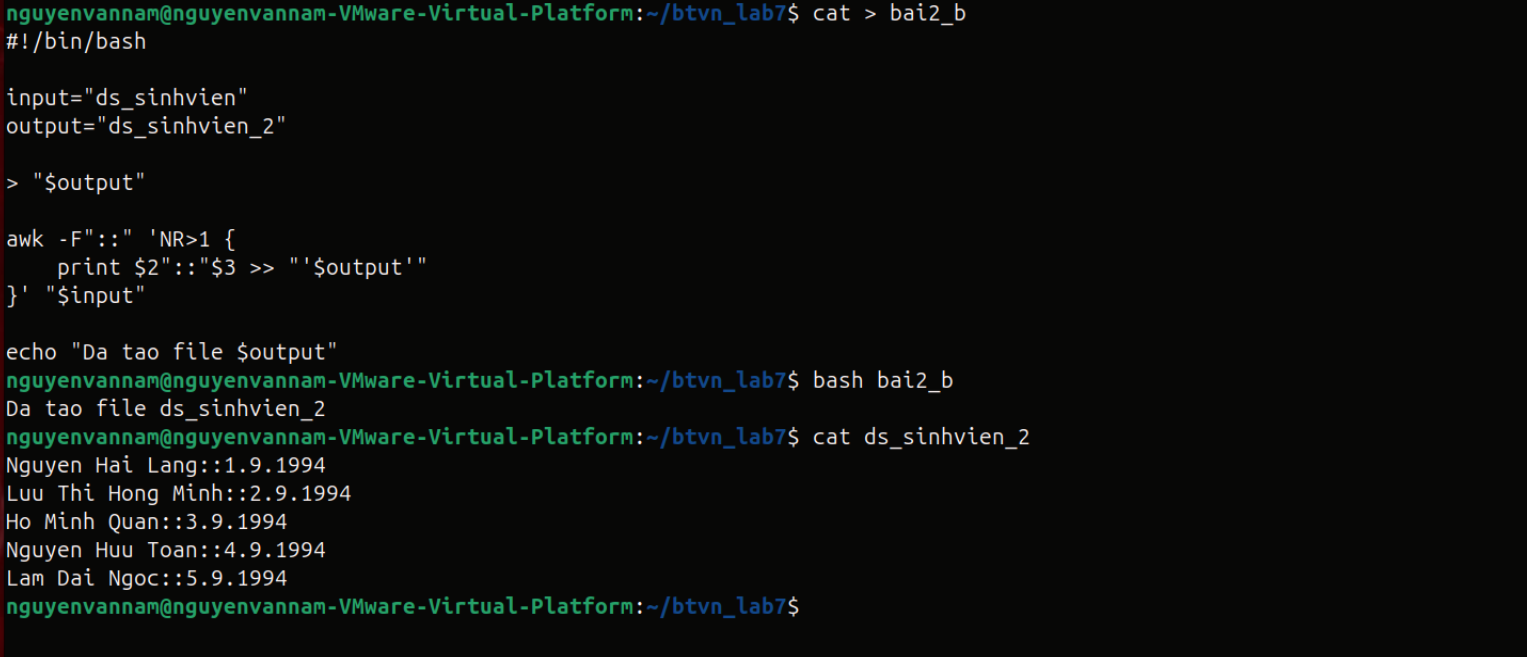 nguyenvannam@nguyenvannam-VMware-Virtual-Platform:~/btvn_lab7$ cat > bai2_b
#!/bin/bash
input="ds_sinhvien"
output="ds_sinhvien_2"
> "$output"
awk -F"::" 'NR>1 {
    print $2"::"$3 >> "'$output'"
}' "$input"
echo "Da tao file $output"
nguyenvannam@nguyenvannam-VMware-Virtual-Platform:~/btvn_lab7$ bash bai2_b
Da tao file ds_sinhvien_2
nguyenvannam@nguyenvannam-VMware-Virtual-Platform:~/btvn_lab7$ cat ds_sinhvien_2
Nguyen Hai Lang::1.9.1994
Luu Thi Hong Minh::2.9.1994
Ho Minh Quan::3.9.1994
Nguyen Huu Toan::4.9.1994
Lam Dai Ngoc::5.9.1994
nguyenvannam@nguyenvannam-VMware-Virtual-Platform:~/btvn_lab7$